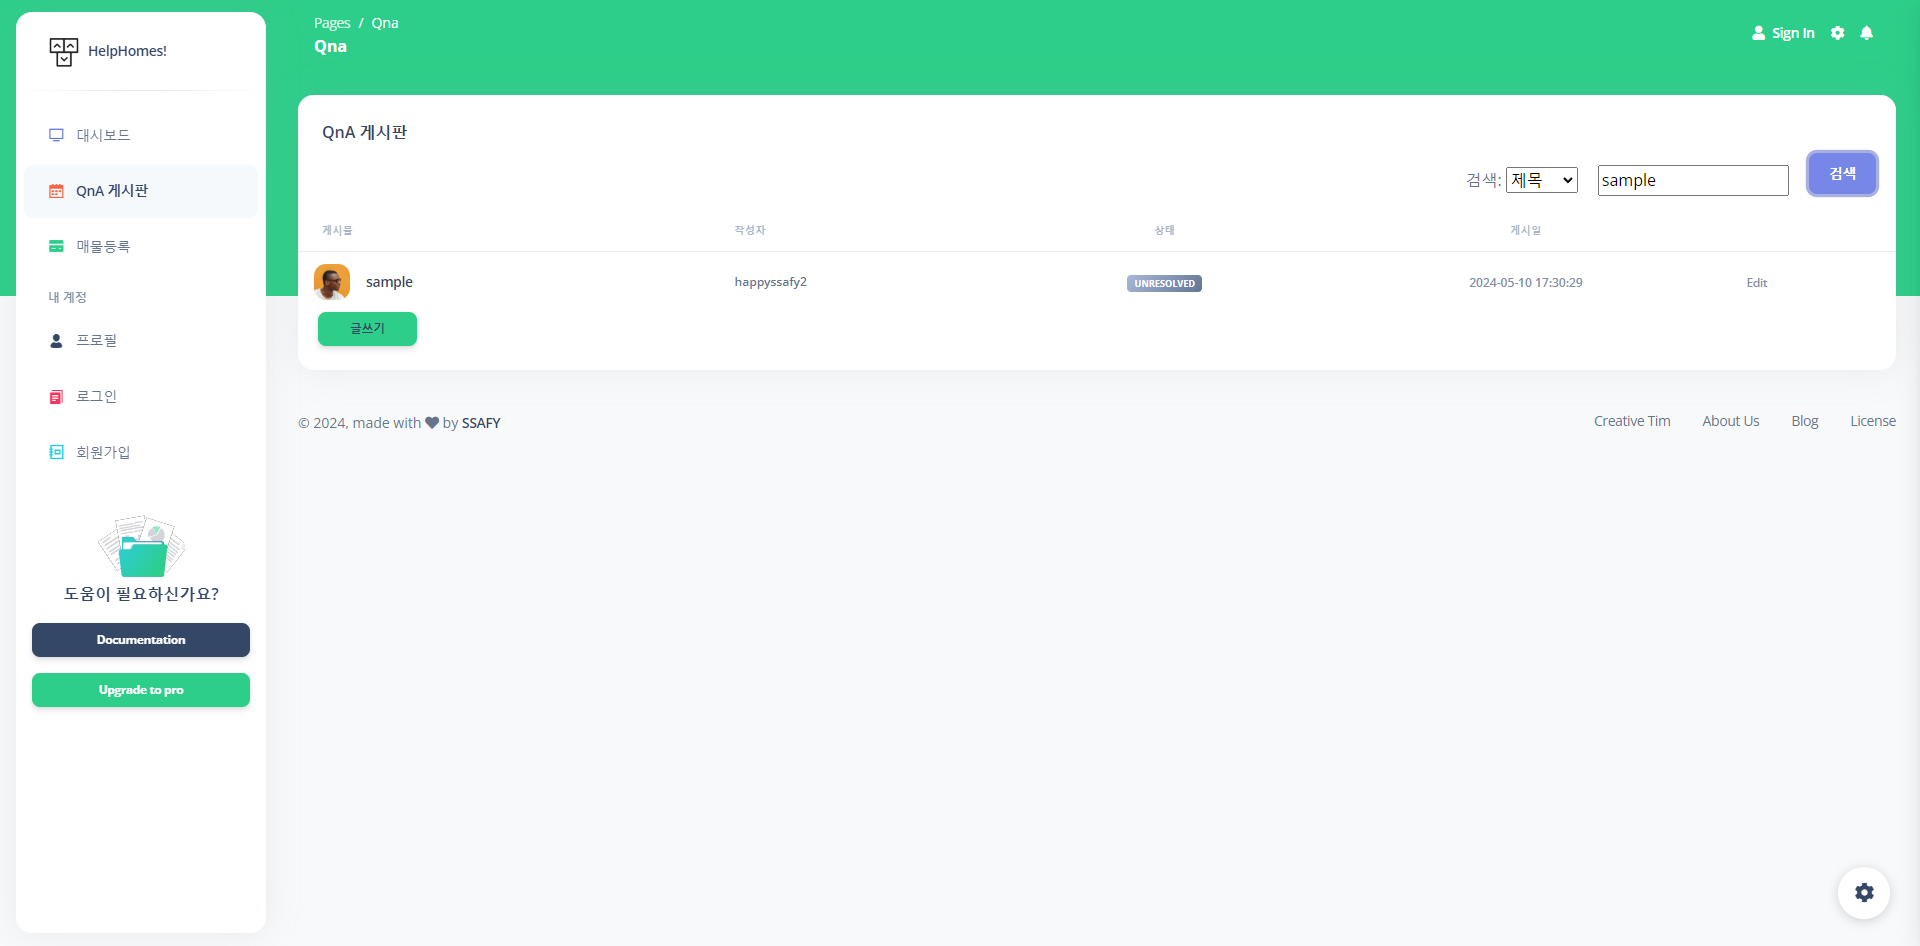 HelpHomes!
대시보드
QnA 게시판
매물등록
내 계정
프로필
로그인
회원가입
도움이 필요하신가요?
Documentation
Upgrade to pro
Pages / Qna
Qna
Sign In
QnA 게시판
검색: 제목 sample 검색
게시물 작성자 상태 게시일
sample happyssafy2 UNRESOLVED 2024-05-10 17:30:29 Edit
글쓰기
© 2024, made with by SSAFY
Creative Tim About Us Blog License